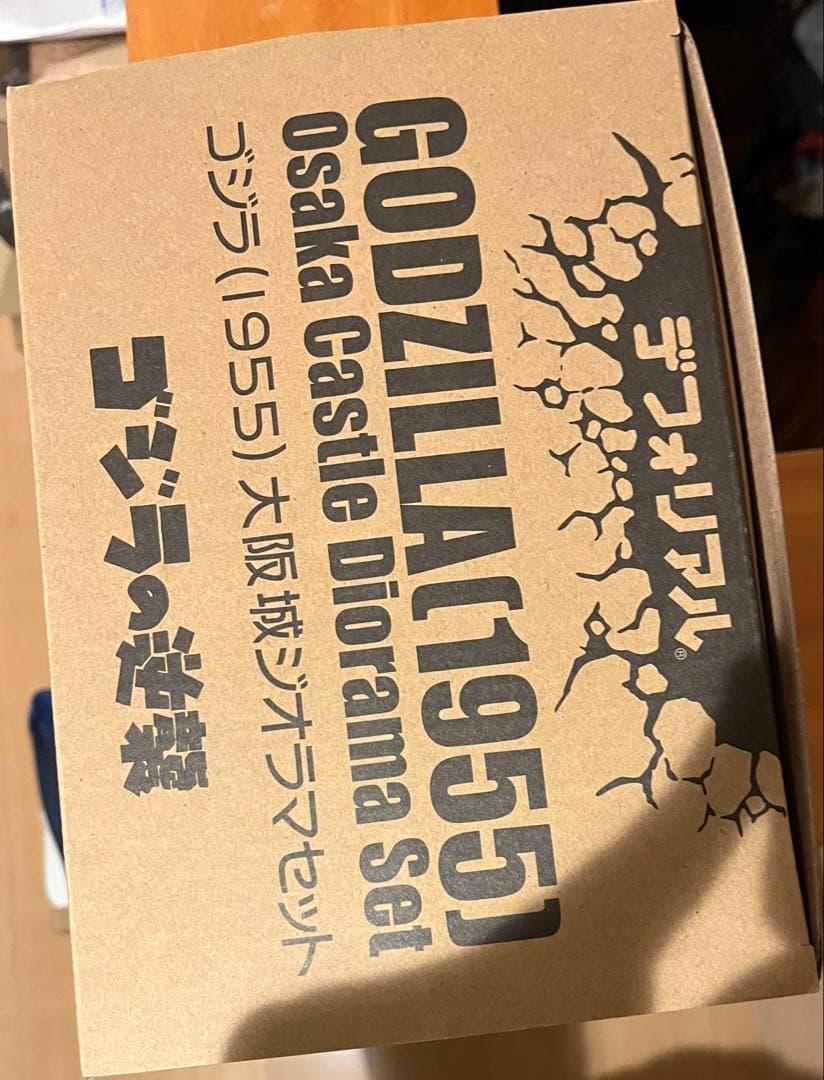 デフォリアル®
GODZILLA(1955)
Osaka Castle Diorama Set
ゴジラ(1955)大阪城ジオラマセット
ゴジラの逆襲